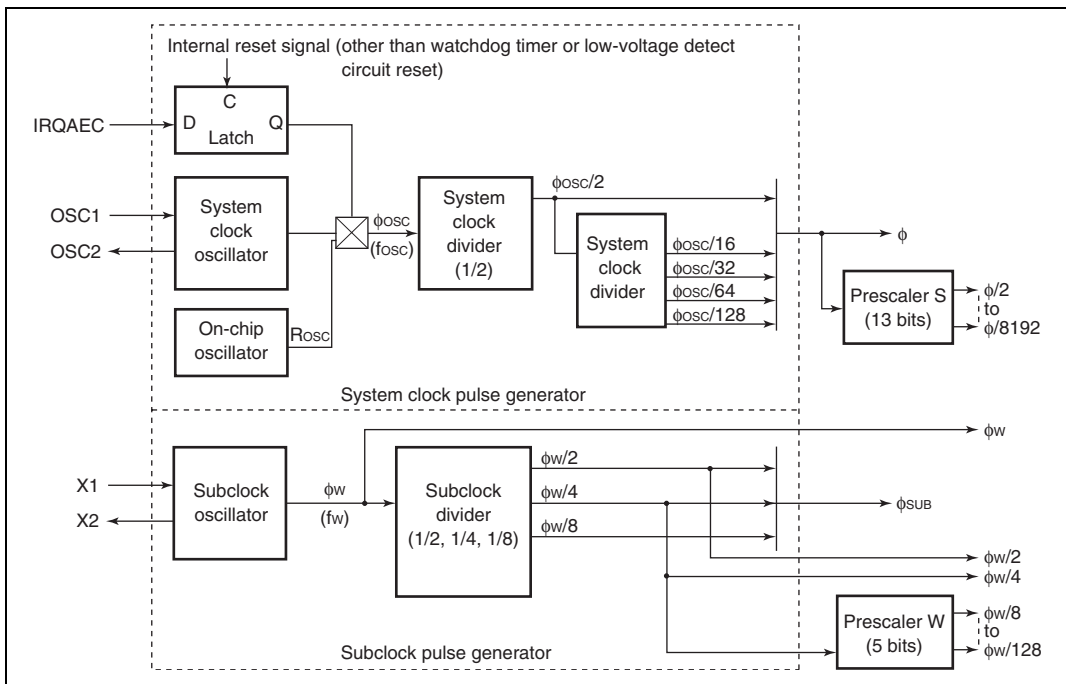 Internal reset signal (other than watchdog timer or low-voltage detect
circuit reset)
C
IRQAEC
D
Q
Latch
OSC1
OSC2
System
clock
oscillator
φOSC
(fOSC)
System
clock
divider
(1/2)
φOSC/2
System
clock
divider
φOSC/16
φOSC/32
φOSC/64
φOSC/128
φ
On-chip
oscillator
ROSC
Prescaler S
(13 bits)
φ/2
to
φ/8192
System clock pulse generator
X1
X2
Subclock
oscillator
φW
(fW)
Subclock
divider
(1/2, 1/4, 1/8)
φW/2
φW/4
φW/8
φW
φSUB
φW/2
φW/4
Prescaler W
(5 bits)
φW/8
to
φW/128
Subclock pulse generator